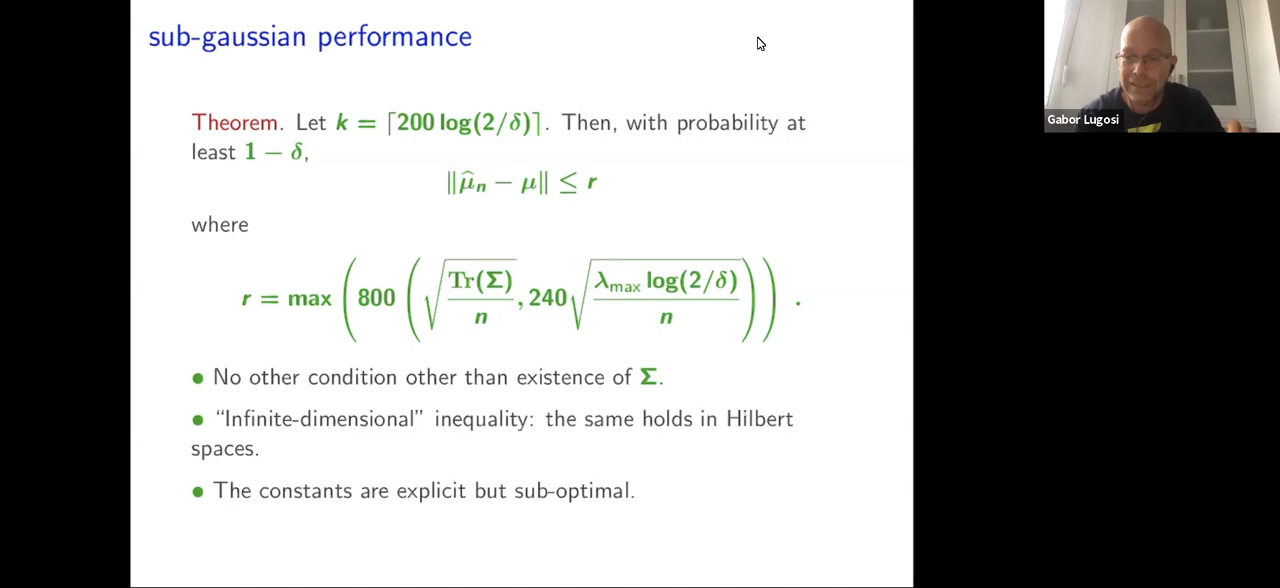 sub-gaussian performance
Gabor Lugosi
Theorem. Let k = ⌈200 log(2/δ)⌉. Then, with probability at
least 1 − δ,
‖μ̂ₙ − μ‖ ≤ r
where
r = max ( 800 ( √(Tr(Σ)/n), 240 √(λmax log(2/δ)/n) ) ) .
• No other condition other than existence of Σ.
• “Infinite-dimensional” inequality: the same holds in Hilbert
spaces.
• The constants are explicit but sub-optimal.